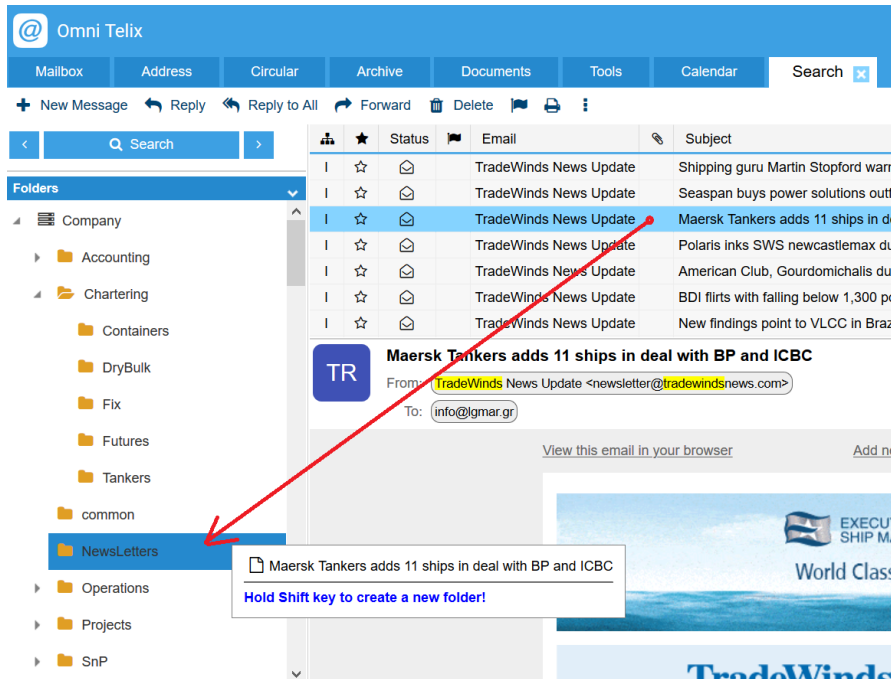 @ Omni Telix
Mailbox Address Circular Archive Documents Tools Calendar Search
New Message Reply Reply to All Forward Delete
Search
Folders
Company
Accounting
Chartering
Containers
DryBulk
Fix
Futures
Tankers
common
NewsLetters
Operations
Projects
SnP
Status Email Subject
I TradeWinds News Update Shipping guru Martin Stopford warr
I TradeWinds News Update Seaspan buys power solutions outf
I TradeWinds News Update Maersk Tankers adds 11 ships in d
I TradeWinds News Update Polaris inks SWS newcastlemax du
I TradeWinds News Update American Club, Gourdomichalis du
I TradeWinds News Update BDI flirts with falling below 1,300 p
I TradeWinds News Update New findings point to VLCC in Braz
TR
Maersk Tankers adds 11 ships in deal with BP and ICBC
From: TradeWinds News Update <newsletter@tradewindsnews.com>
To: info@lgmar.gr
View this email in your browser Add n
EXECU
SHIP MA
World Clas
TradeWinds
Maersk Tankers adds 11 ships in deal with BP and ICBC
Hold Shift key to create a new folder!